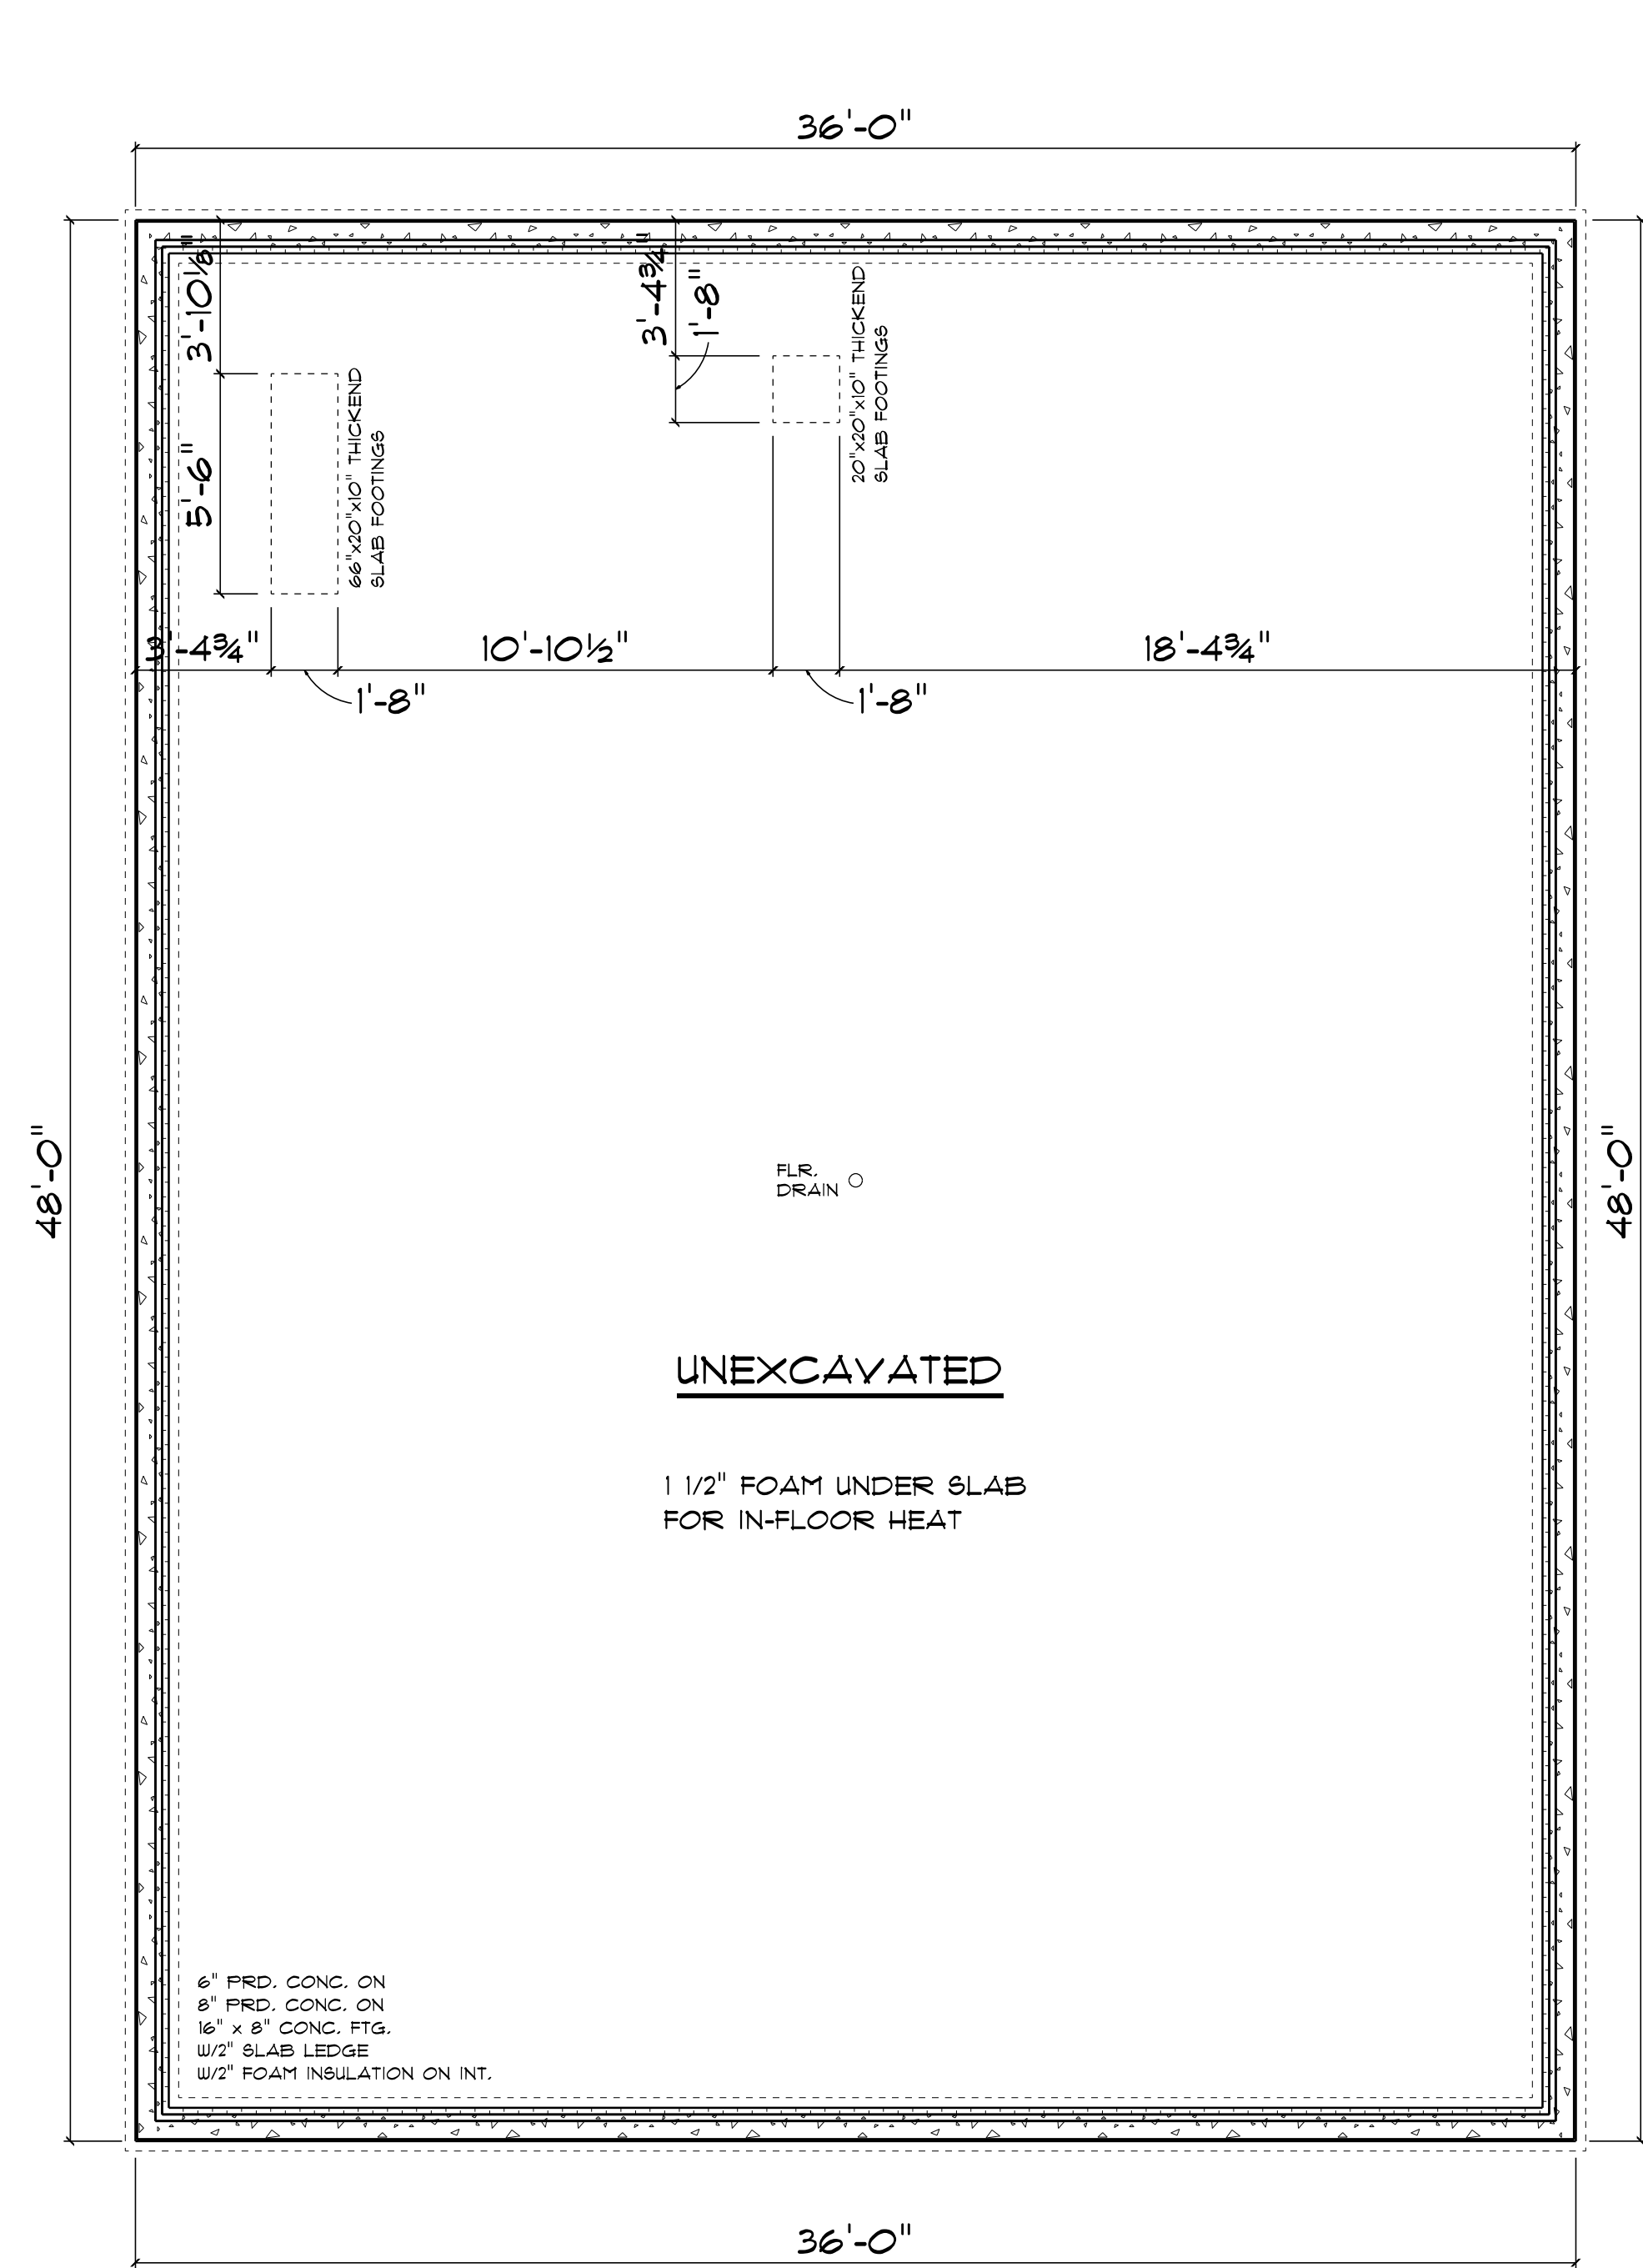 36'-0"
3'-10⅛"
3'-4¾"
1'-8"
20"x20"x10" THICKEND
SLAB FOOTINGS
5'-6"
66"x20"x10" THICKEND
SLAB FOOTINGS
3'-4¾"
10'-10½"
18'-4¾"
1'-8"
1'-8"
48'-0"
48'-0"
FLR.
DRAIN
UNEXCAVATED
1 1/2" FOAM UNDER SLAB
FOR IN-FLOOR HEAT
6" PRD. CONC. ON
8" PRD. CONC. ON
16" x 8" CONC. FTG.
W/2" SLAB LEDGE
W/2" FOAM INSULATION ON INT.
36'-0"